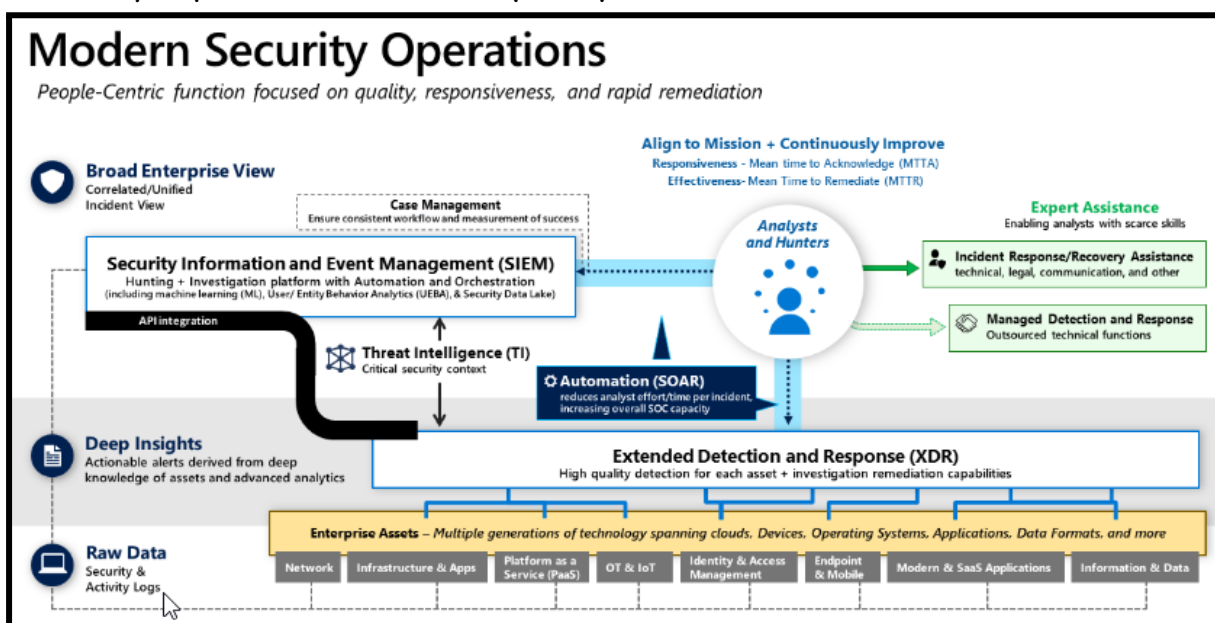 Modern Security Operations
People-Centric function focused on quality, responsiveness, and rapid remediation
Align to Mission + Continuously Improve
Responsiveness - Mean time to Acknowledge (MTTA)
Effectiveness- Mean Time to Remediate (MTTR)
Broad Enterprise View
Correlated/Unified
Incident View
Case Management
Ensure consistent workflow and measurement of success
Analysts
and Hunters
Expert Assistance
Enabling analysts with scarce skills
Security Information and Event Management (SIEM)
Hunting + Investigation platform with Automation and Orchestration
(including machine learning (ML), User/ Entity Behavior Analytics (UEBA), & Security Data Lake)
Incident Response/Recovery Assistance
technical, legal, communication, and other
API integration
Managed Detection and Response
Outsourced technical functions
Threat Intelligence (TI)
Critical security context
Automation (SOAR)
reduces analyst effort/time per incident,
increasing overall SOC capacity
Deep Insights
Actionable alerts derived from deep
knowledge of assets and advanced analytics
Extended Detection and Response (XDR)
High quality detection for each asset + investigation remediation capabilities
Enterprise Assets – Multiple generations of technology spanning clouds, Devices, Operating Systems, Applications, Data Formats, and more
Raw Data
Security &
Activity Logs
Network
Infrastructure & Apps
Platform as a
Service (PaaS)
OT & IoT
Identity & Access
Management
Endpoint
& Mobile
Modern & SaaS Applications
Information & Data